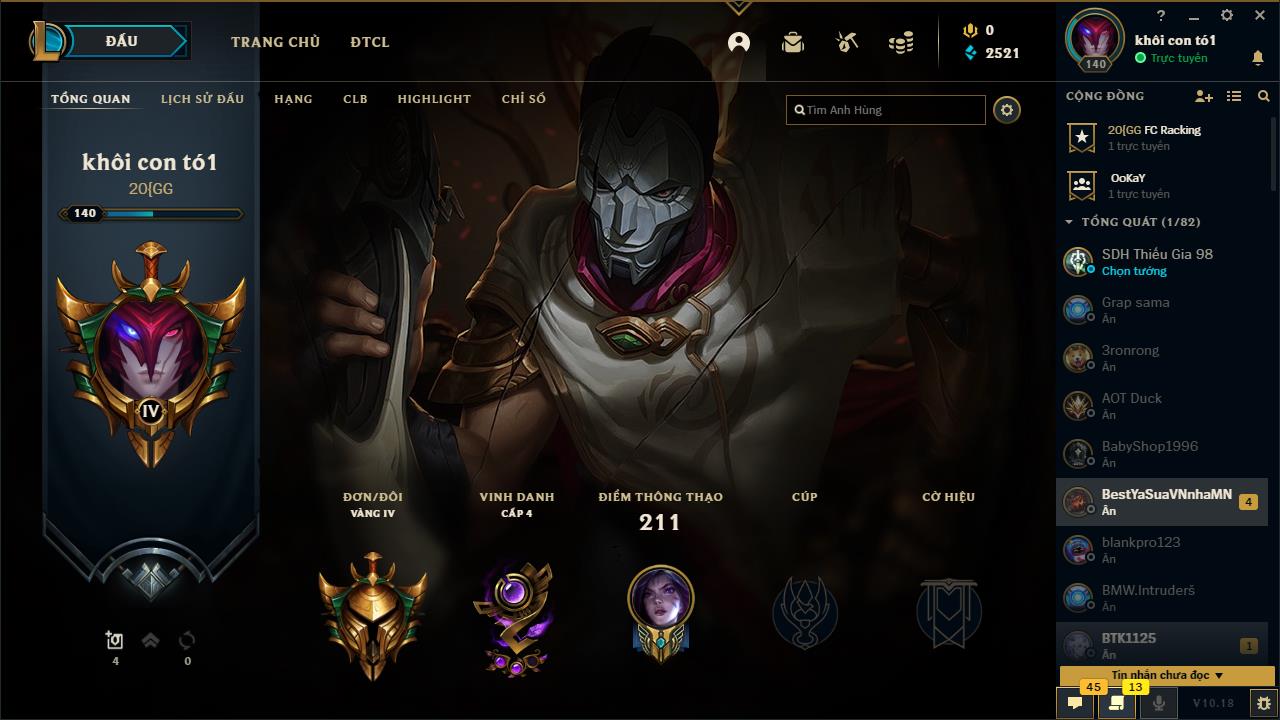 ĐẤU
TRANG CHỦ
ĐTCL
0
2521
?
khôi con tó1
Trực tuyến
140
TỔNG QUAN
LỊCH SỬ ĐẤU
HẠNG
CLB
HIGHLIGHT
CHỈ SỐ
Tìm Anh Hùng
khôi con tó1
20{GG
140
IV
ĐƠN/ĐÔI
VÀNG IV
VINH DANH
CẤP 4
ĐIỂM THÔNG THẠO
211
CÚP
CỜ HIỆU
4
0
CỘNG ĐỒNG
20{GG FC Racking
1 trực tuyến
OoKaY
1 trực tuyến
TỔNG QUÁT (1/82)
SDH Thiếu Gia 98
Chọn tướng
Grap sama
Ẩn
3ronrong
Ẩn
AOT Duck
Ẩn
BabyShop1996
Ẩn
BestYaSuaVNnhaMN
Ẩn
4
blankpro123
Ẩn
BMW.Intruderš
Ẩn
BTK1125
Ẩn
1
Tin nhắn chưa đọc
45
13
V10.18